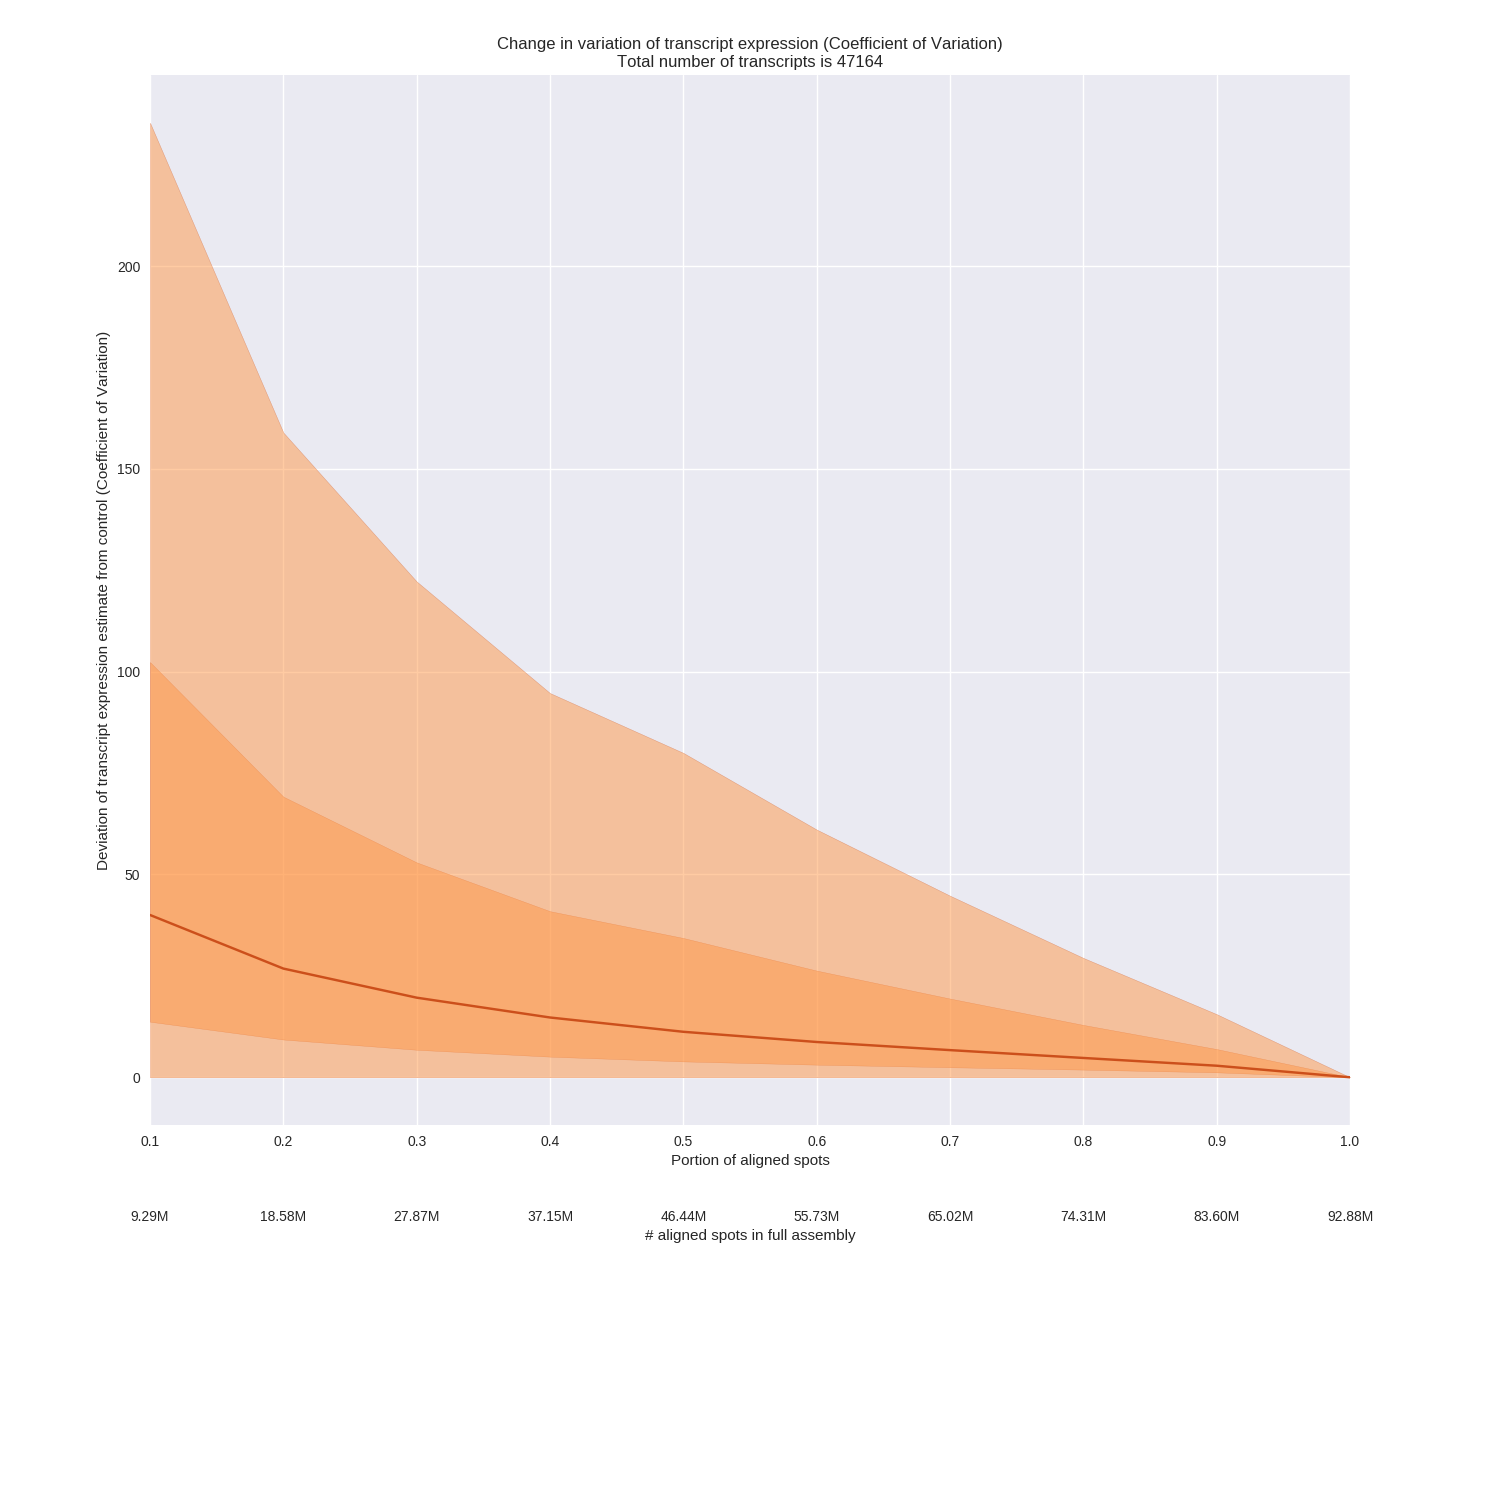 Change in variation of transcript expression (Coefficient of Variation)
Total number of transcripts is 47164
Deviation of transcript expression estimate from control (Coefficient of Variation)
200
150
100
50
0
0.1 0.2 0.3 0.4 0.5 0.6 0.7 0.8 0.9 1.0
Portion of aligned spots
9.29M 18.58M 27.87M 37.15M 46.44M 55.73M 65.02M 74.31M 83.60M 92.88M
# aligned spots in full assembly